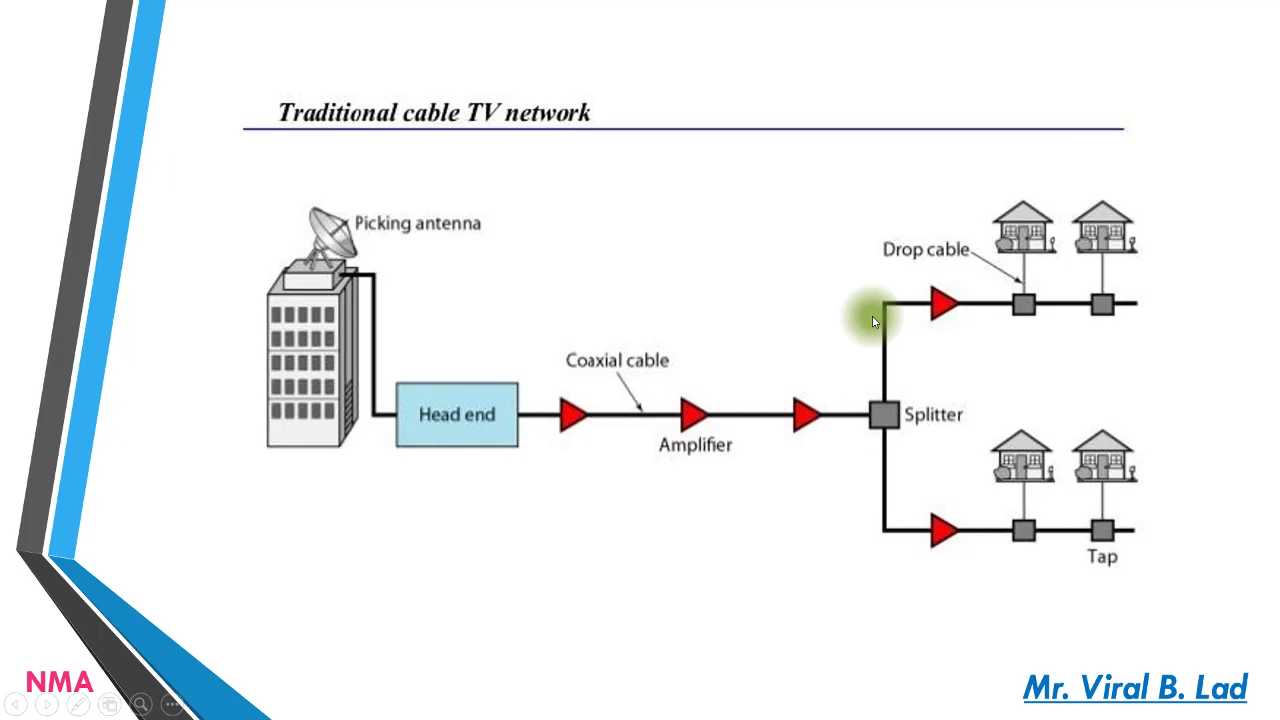 Traditional cable TV network
Picking antenna
Drop cable
Coaxial cable
Head end
Splitter
Amplifier
Tap
NMA
Mr. Viral B. Lad